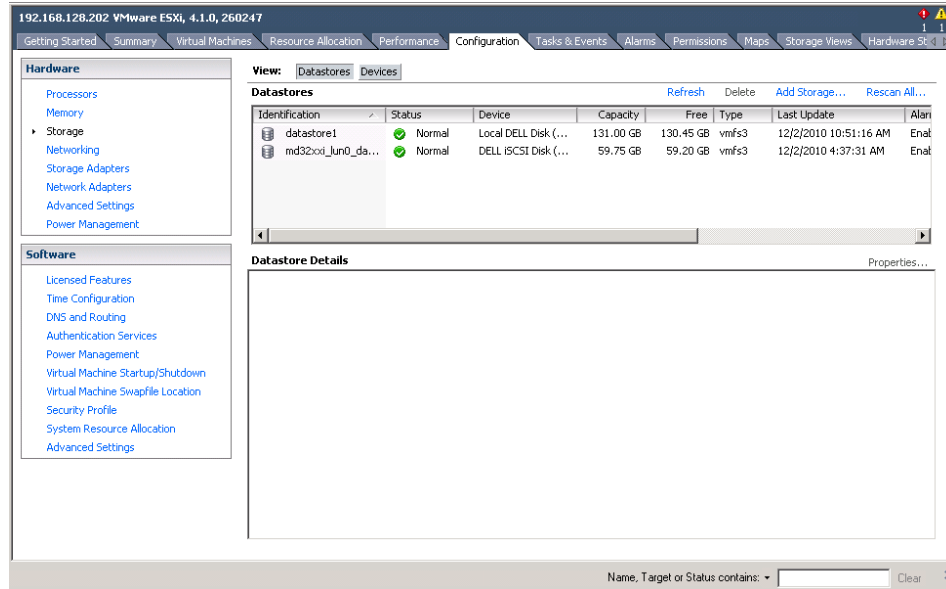 192.168.128.202 VMware ESXi, 4.1.0, 260247
1 1
Getting Started Summary Virtual Machines Resource Allocation Performance Configuration Tasks & Events Alarms Permissions Maps Storage Views Hardware St
Hardware
Processors
Memory
Storage
Networking
Storage Adapters
Network Adapters
Advanced Settings
Power Management
Software
Licensed Features
Time Configuration
DNS and Routing
Authentication Services
Power Management
Virtual Machine Startup/Shutdown
Virtual Machine Swapfile Location
Security Profile
System Resource Allocation
Advanced Settings
View: Datastores Devices
Datastores Refresh Delete Add Storage... Rescan All...
Identification Status Device Capacity Free Type Last Update Alarm
datastore1 Normal Local DELL Disk (... 131.00 GB 130.45 GB vmfs3 12/2/2010 10:51:16 AM Enab
md32xxi_lun0_da... Normal DELL iSCSI Disk (... 59.75 GB 59.20 GB vmfs3 12/2/2010 4:37:31 AM Enab
Datastore Details Properties...
Name, Target or Status contains: Clear